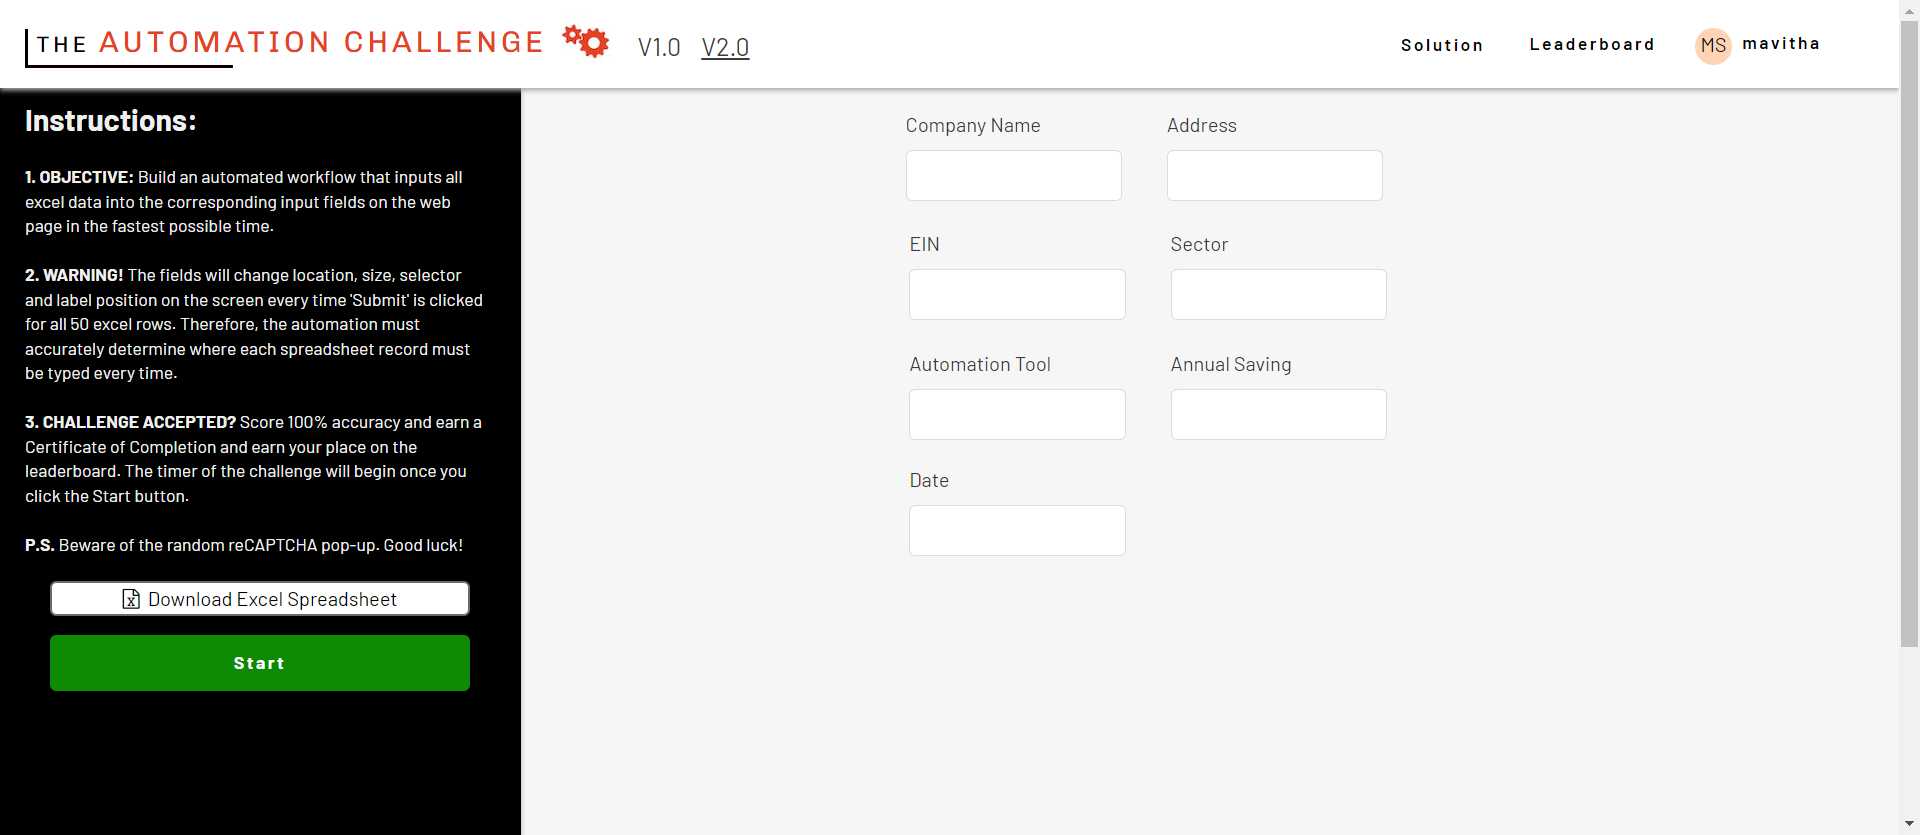 THE AUTOMATION CHALLENGE V1.0 V2.0 Solution Leaderboard MS mavitha
Instructions:
1. OBJECTIVE: Build an automated workflow that inputs all
excel data into the corresponding input fields on the web
page in the fastest possible time.
2. WARNING! The fields will change location, size, selector
and label position on the screen every time 'Submit' is clicked
for all 50 excel rows. Therefore, the automation must
accurately determine where each spreadsheet record must
be typed every time.
3. CHALLENGE ACCEPTED? Score 100% accuracy and earn a
Certificate of Completion and earn your place on the
leaderboard. The timer of the challenge will begin once you
click the Start button.
P.S. Beware of the random reCAPTCHA pop-up. Good luck!
Download Excel Spreadsheet
Start
Company Name Address
EIN Sector
Automation Tool Annual Saving
Date